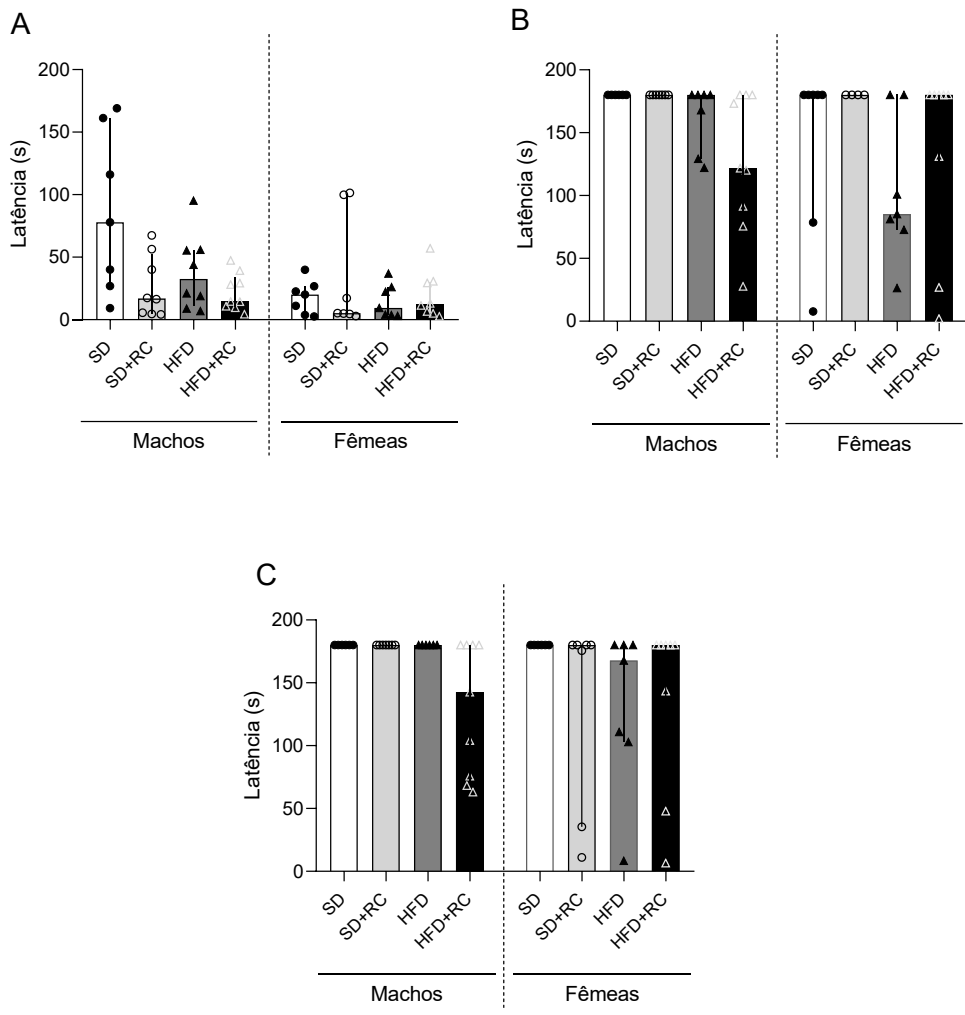 A
Latência (s)
200
150
100
50
0
SD
SD+RC
HFD
HFD+RC
SD
SD+RC
HFD
HFD+RC
Machos
Fêmeas
B
Latência (s)
200
150
100
50
0
SD
SD+RC
HFD
HFD+RC
SD
SD+RC
HFD
HFD+RC
Machos
Fêmeas
C
Latência (s)
200
150
100
50
0
SD
SD+RC
HFD
HFD+RC
SD
SD+RC
HFD
HFD+RC
Machos
Fêmeas